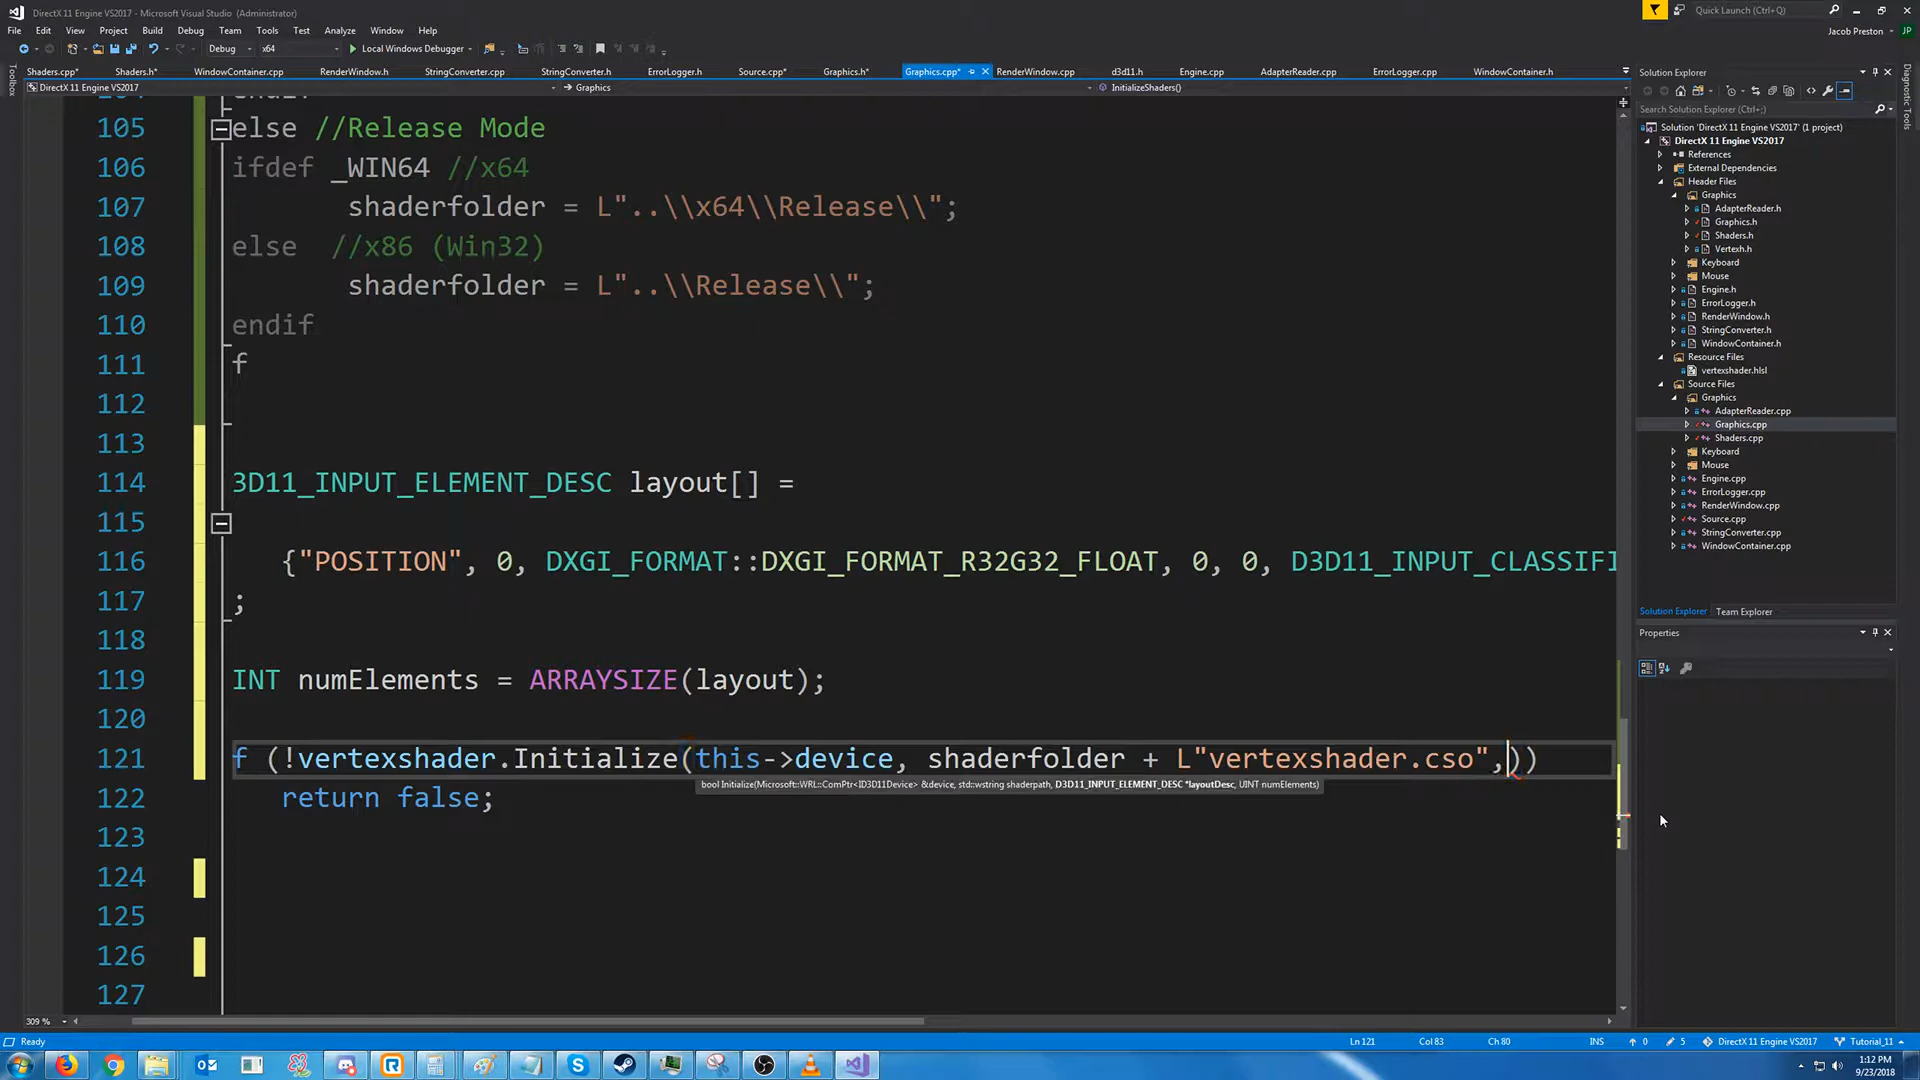 DirectX 11 Engine VS2017 - Microsoft Visual Studio (Administrator)
Quick Launch (Ctrl+Q)
File Edit View Project Build Debug Team Tools Test Analyze Window Help
Jacob Preston JP
Debug x64 Local Windows Debugger
Shaders.cpp* Shaders.h* WindowContainer.cpp RenderWindow.h StringConverter.cpp StringConverter.h ErrorLogger.h Source.cpp* Graphics.h* Graphics.cpp* RenderWindow.cpp d3d11.h Engine.cpp AdapterReader.cpp ErrorLogger.cpp WindowContainer.h
DirectX 11 Engine VS2017 Graphics InitializeShaders()
Toolbox
105 else //Release Mode
106 ifdef _WIN64 //x64
107 shaderfolder = L"..\\x64\\Release\\";
108 else //x86 (Win32)
109 shaderfolder = L"..\\Release\\";
110 endif
111 f
112
113
114 3D11_INPUT_ELEMENT_DESC layout[] =
115
116 {"POSITION", 0, DXGI_FORMAT::DXGI_FORMAT_R32G32_FLOAT, 0, 0, D3D11_INPUT_CLASSIFI
117 ;
118
119 INT numElements = ARRAYSIZE(layout);
120
121 f (!vertexshader.Initialize(this->device, shaderfolder + L"vertexshader.cso",))
bool Initialize(Microsoft::WRL::ComPtr<ID3D11Device> &device, std::wstring shaderpath, D3D11_INPUT_ELEMENT_DESC *layoutDesc, UINT numElements)
122 return false;
123
124
125
126
127
309 %
Solution Explorer
Search Solution Explorer (Ctrl+;)
Solution 'DirectX 11 Engine VS2017' (1 project)
DirectX 11 Engine VS2017
References
External Dependencies
Header Files
Graphics
AdapterReader.h
Graphics.h
Shaders.h
Vertexh.h
Keyboard
Mouse
Engine.h
ErrorLogger.h
RenderWindow.h
StringConverter.h
WindowContainer.h
Resource Files
vertexshader.hlsl
Source Files
Graphics
AdapterReader.cpp
Graphics.cpp
Shaders.cpp
Keyboard
Mouse
Engine.cpp
ErrorLogger.cpp
RenderWindow.cpp
Source.cpp
StringConverter.cpp
WindowContainer.cpp
Solution Explorer Team Explorer
Properties
Diagnostic Tools
Ready Ln 121 Col 83 Ch 80 INS 0 5 DirectX 11 Engine VS2017 Tutorial_11
1:12 PM
9/23/2018